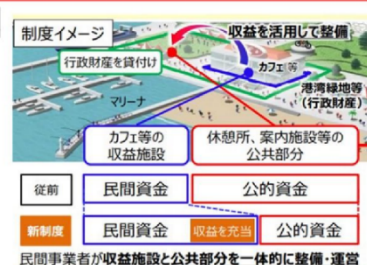 制度イメージ
収益を活用して整備
行政財産を貸付け
カフェ 等
マリーナ
港湾緑地等
(行政財産)
カフェ等の
収益施設
休憩所、案内施設等の
公共部分
従前
民間資金
公的資金
新制度
民間資金
収益を充当
公的資金
民間事業者が収益施設と公共部分を一体的に整備・運営